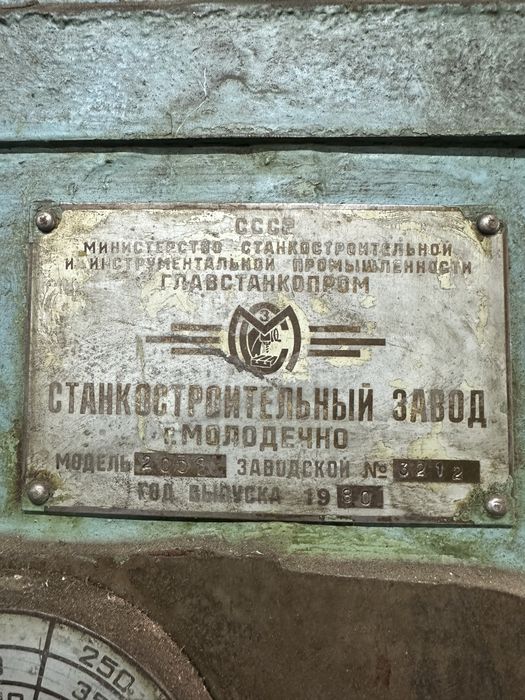 СССР
МИНИСТЕРСТВО СТАНКОСТРОИТЕЛЬНОЙ
И ИНСТРУМЕНТАЛЬНОЙ ПРОМЫШЛЕННОСТИ
ГЛАВСТАНКОПРОМ
СТАНКОСТРОИТЕЛЬНЫЙ ЗАВОД
г. МОЛОДЕЧНО
МОДЕЛЬ ЗАВОДСКОЙ № 3212
ГОД ВЫПУСКА 1980
250